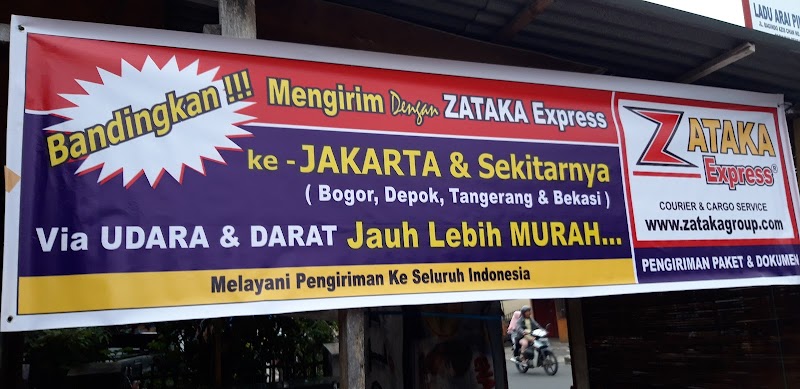 Bandingkan !!!
Mengirim Dengan ZATAKA Express
ke - JAKARTA & Sekitarnya
( Bogor, Depok, Tangerang & Bekasi )
Via UDARA & DARAT Jauh Lebih MURAH...
Melayani Pengiriman Ke Seluruh Indonesia
ZATAKA
Express®
COURIER & CARGO SERVICE
www.zatakagroup.com
PENGIRIMAN PAKET & DOKUMEN
LADU ARAI